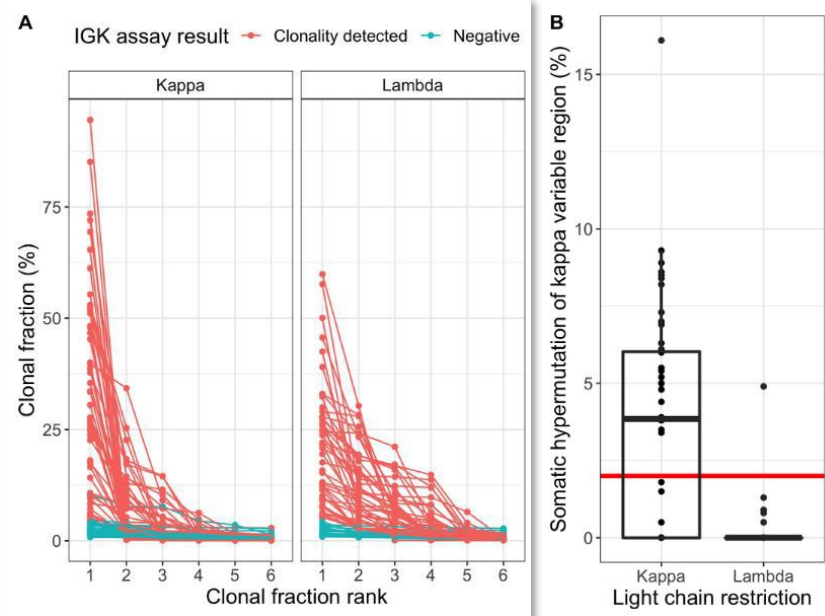 A
IGK assay result Clonality detected Negative
Kappa Lambda
Clonal fraction (%)
75
50
25
0
1 2 3 4 5 6 1 2 3 4 5 6
Clonal fraction rank
B
Somatic hypermutation of kappa variable region (%)
15
10
5
0
Kappa Lambda
Light chain restriction